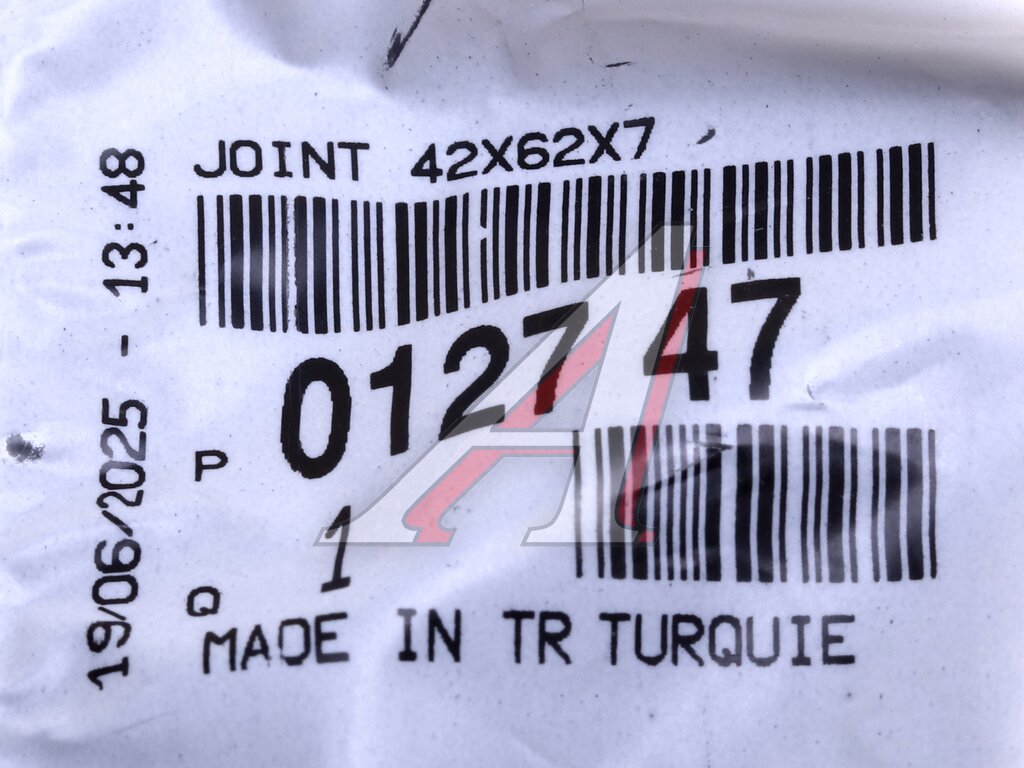 JOINT 42X62X7
P 012747
Q 1
MADE IN TR TURQUIE
19/06/2025 - 13:48